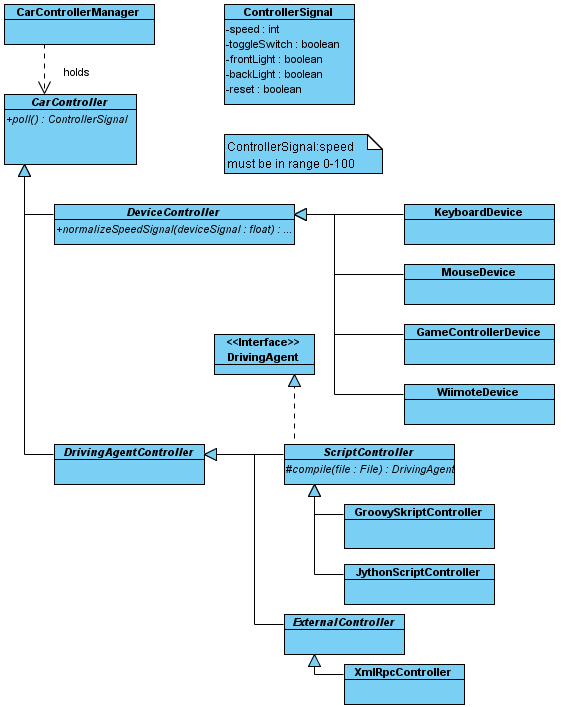 CarControllerManager
ControllerSignal
-speed : int
-toggleSwitch : boolean
-frontLight : boolean
-backLight : boolean
-reset : boolean
holds
CarController
+poll() : ControllerSignal
ControllerSignal:speed
must be in range 0-100
DeviceController
+normalizeSpeedSignal(deviceSignal : float) : ...
KeyboardDevice
MouseDevice
GameControllerDevice
WiimoteDevice
<<Interface>>
DrivingAgent
DrivingAgentController
ScriptController
#compile(file : File) : DrivingAgent
GroovySkriptController
JythonScriptController
ExternalController
XmlRpcController